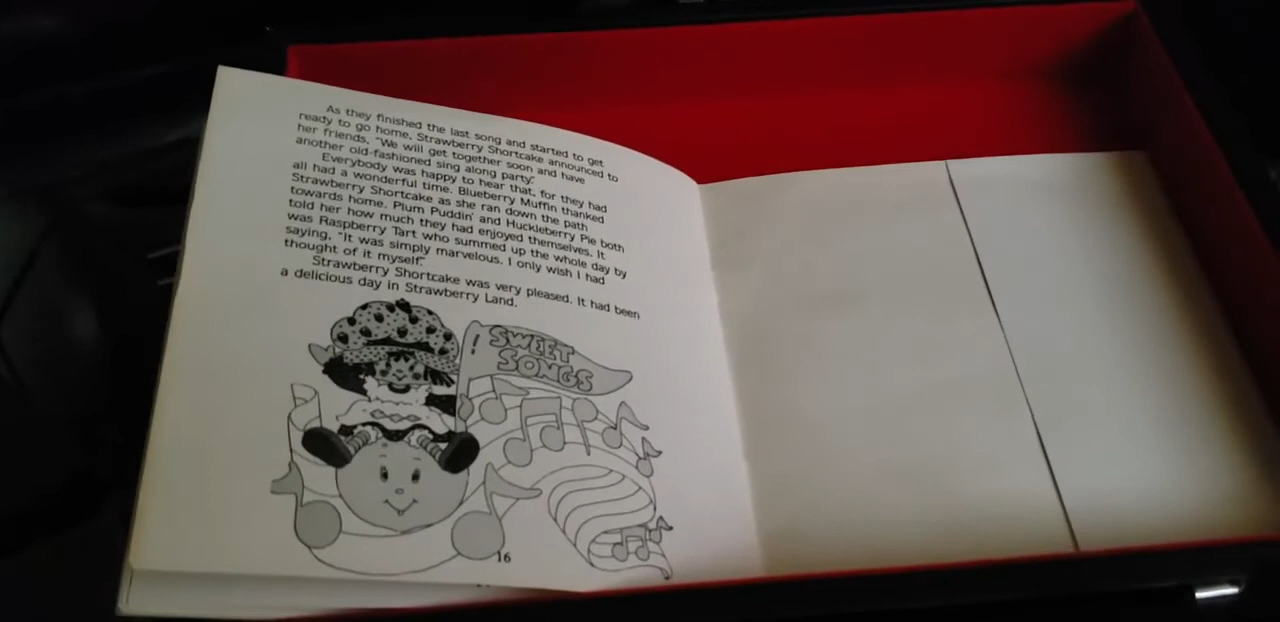 As they finished the last song and started to get
ready to go home, Strawberry Shortcake announced to
her friends, "We will get together soon and have
another old-fashioned sing along party."
Everybody was happy to hear that, for they had
all had a wonderful time. Blueberry Muffin thanked
Strawberry Shortcake as she ran down the path
towards home. Plum Puddin' and Huckleberry Pie both
told her how much they had enjoyed themselves. It
was Raspberry Tart who summed up the whole day by
saying, "It was simply marvelous. I only wish I had
thought of it myself."
Strawberry Shortcake was very pleased. It had been
a delicious day in Strawberry Land.
SWEET
SONGS
16